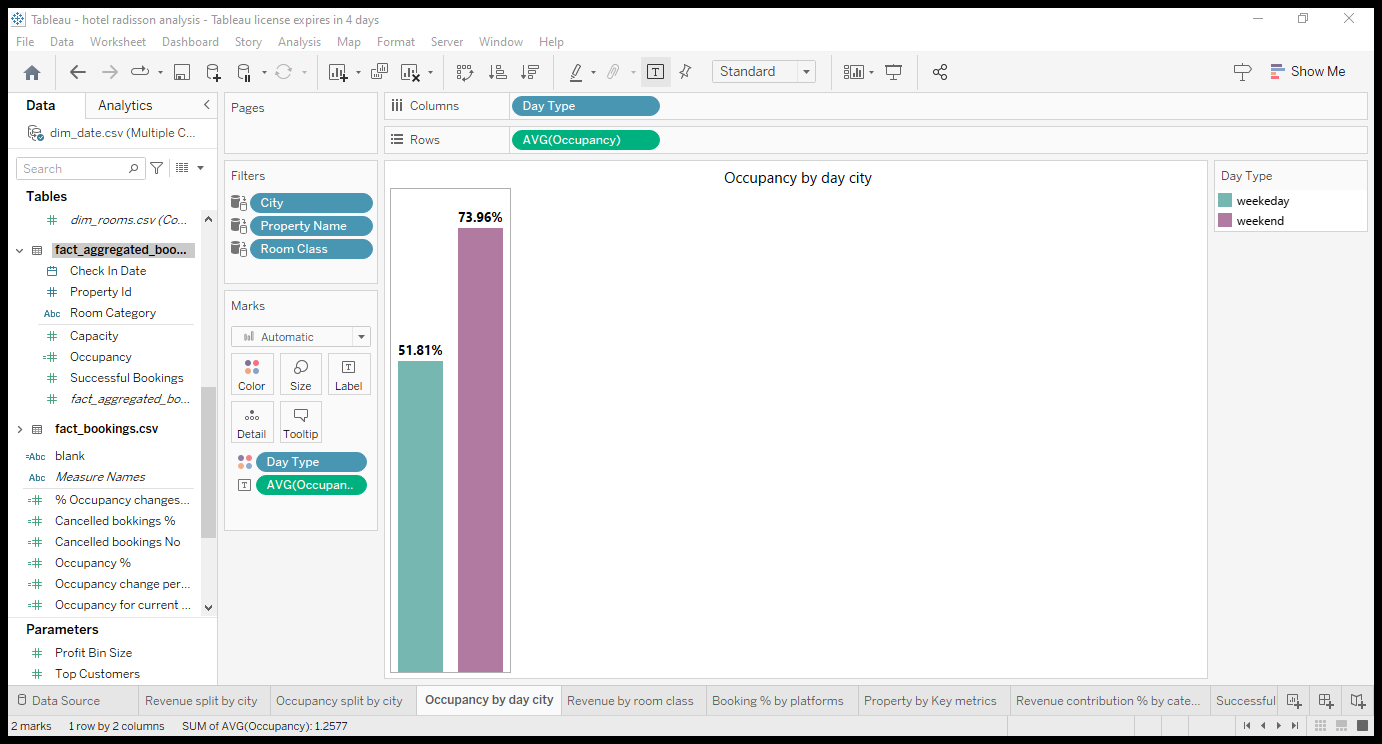 Tableau - hotel radisson analysis - Tableau license expires in 4 days
File Data Worksheet Dashboard Story Analysis Map Format Server Window Help
Standard
Show Me
Data Analytics
dim_date.csv (Multiple C...
Search
Tables
dim_rooms.csv (Co...
fact_aggregated_boo...
Check In Date
Property Id
Abc Room Category
Capacity
Occupancy
Successful Bookings
fact_aggregated_bo...
fact_bookings.csv
=Abc blank
Abc Measure Names
% Occupancy changes...
Cancelled bokkings %
Cancelled bookings No
Occupancy %
Occupancy change per...
Occupancy for current ...
Parameters
Profit Bin Size
Top Customers
Pages
Filters
City
Property Name
Room Class
Marks
Automatic
Color Size Label
Detail Tooltip
Day Type
AVG(Occupan..
Columns Day Type
Rows AVG(Occupancy)
Occupancy by day city
73.96%
51.81%
Day Type
weekeday
weekend
Data Source Revenue split by city Occupancy split by city Occupancy by day city Revenue by room class Booking % by platforms Property by Key metrics Revenue contribution % by cate... Successful
2 marks 1 row by 2 columns SUM of AVG(Occupancy): 1.2577